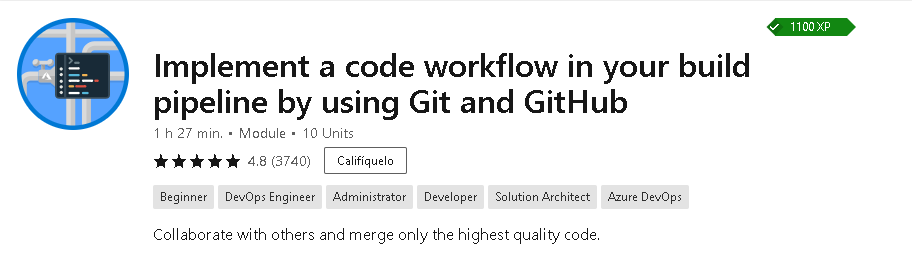 1100 XP
Implement a code workflow in your build
pipeline by using Git and GitHub
1 h 27 min. • Module • 10 Units
4.8 (3740) Califíquelo
Beginner DevOps Engineer Administrator Developer Solution Architect Azure DevOps
Collaborate with others and merge only the highest quality code.